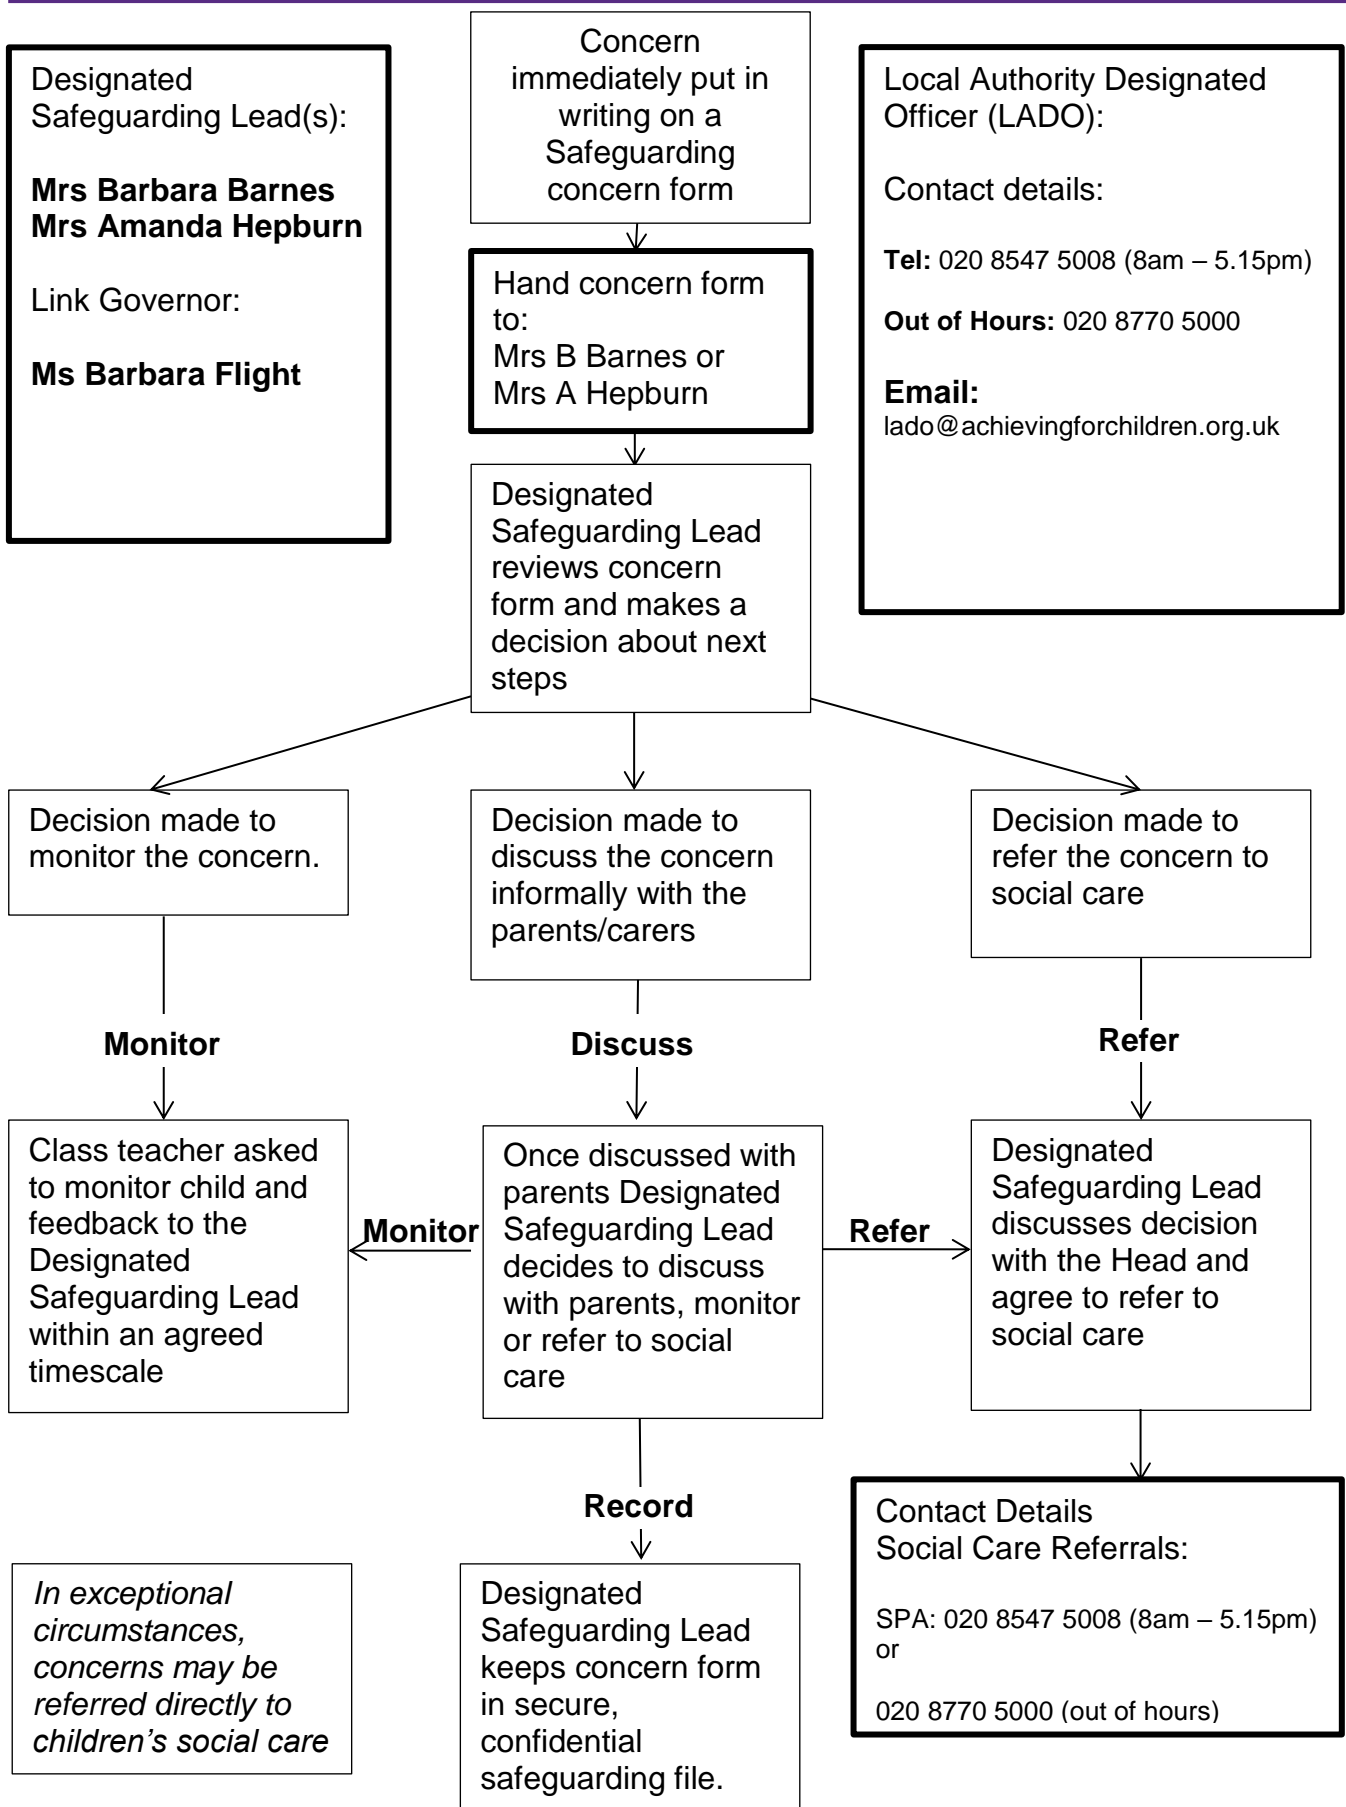 Concern
immediately put in
writing on a
Safeguarding
concern form
Designated
Safeguarding Lead(s):
Mrs Barbara Barnes
Mrs Amanda Hepburn
Link Governor:
Ms Barbara Flight
Local Authority Designated
Officer (LADO):
Contact details:
Tel: 020 8547 5008 (8am – 5.15pm)
Out of Hours: 020 8770 5000
Email:
lado@achievingforchildren.org.uk
Hand concern form
to:
Mrs B Barnes or
Mrs A Hepburn
Designated
Safeguarding Lead
reviews concern
form and makes a
decision about next
steps
Decision made to
monitor the concern.
Decision made to
discuss the concern
informally with the
parents/carers
Decision made to
refer the concern to
social care
Monitor
Discuss
Refer
Class teacher asked
to monitor child and
feedback to the
Designated
Safeguarding Lead
within an agreed
timescale
Monitor
Once discussed with
parents Designated
Safeguarding Lead
decides to discuss
with parents, monitor
or refer to social
care
Refer
Designated
Safeguarding Lead
discusses decision
with the Head and
agree to refer to
social care
Record
Contact Details
Social Care Referrals:
SPA: 020 8547 5008 (8am – 5.15pm)
or
020 8770 5000 (out of hours)
In exceptional
circumstances,
concerns may be
referred directly to
children’s social care
Designated
Safeguarding Lead
keeps concern form
in secure,
confidential
safeguarding file.